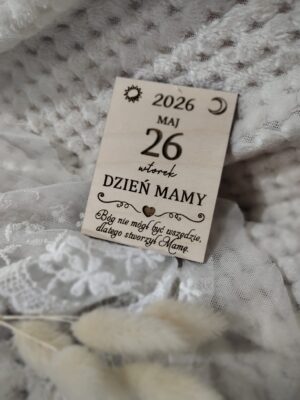 2026
MAJ
26
wtorek
DZIEŃ MAMY
Bóg nie mógł być wszędzie,
dlatego stworzył Mamę.